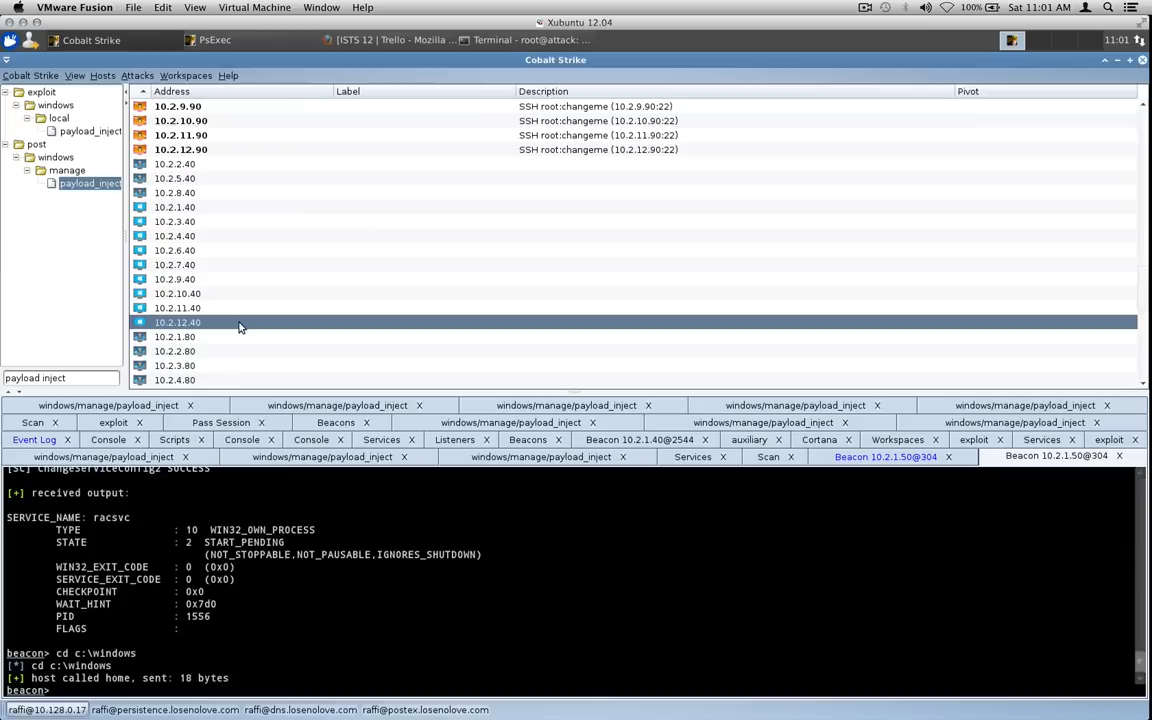 VMware Fusion File Edit View Virtual Machine Window Help 100% Sat 11:01 AM
Xubuntu 12.04
Cobalt Strike PsExec [ISTS 12 | Trello - Mozilla ... Terminal - root@attack: ... 11:01
Cobalt Strike
Cobalt Strike View Hosts Attacks Workspaces Help
exploit
windows
local
payload_inject
post
windows
manage
payload_inject
payload inject
Address Label Description Pivot
10.2.9.90 SSH root:changeme (10.2.9.90:22)
10.2.10.90 SSH root:changeme (10.2.10.90:22)
10.2.11.90 SSH root:changeme (10.2.11.90:22)
10.2.12.90 SSH root:changeme (10.2.12.90:22)
10.2.2.40
10.2.5.40
10.2.8.40
10.2.1.40
10.2.3.40
10.2.4.40
10.2.6.40
10.2.7.40
10.2.9.40
10.2.10.40
10.2.11.40
10.2.12.40
10.2.1.80
10.2.2.80
10.2.3.80
10.2.4.80
windows/manage/payload_inject X windows/manage/payload_inject X windows/manage/payload_inject X windows/manage/payload_inject X windows/manage/payload_inject X
Scan X exploit X Pass Session X Beacons X windows/manage/payload_inject X windows/manage/payload_inject X windows/manage/payload_inject X
Event Log X Console X Scripts X Console X Console X Services X Listeners X Beacons X Beacon 10.2.1.40@2544 X auxiliary X Cortana X Workspaces X exploit X Services X exploit X
windows/manage/payload_inject X windows/manage/payload_inject X windows/manage/payload_inject X Services X Scan X Beacon 10.2.1.50@304 X Beacon 10.2.1.50@304 X
[SC] ChangeServiceConfig2 SUCCESS
[+] received output:
SERVICE_NAME: racsvc
TYPE : 10 WIN32_OWN_PROCESS
STATE : 2 START_PENDING
(NOT_STOPPABLE,NOT_PAUSABLE,IGNORES_SHUTDOWN)
WIN32_EXIT_CODE : 0 (0x0)
SERVICE_EXIT_CODE : 0 (0x0)
CHECKPOINT : 0x0
WAIT_HINT : 0x7d0
PID : 1556
FLAGS :
beacon> cd c:\windows
[*] cd c:\windows
[+] host called home, sent: 18 bytes
beacon>
raffi@10.128.0.17 raffi@persistence.losenolove.com raffi@dns.losenolove.com raffi@postex.losenolove.com